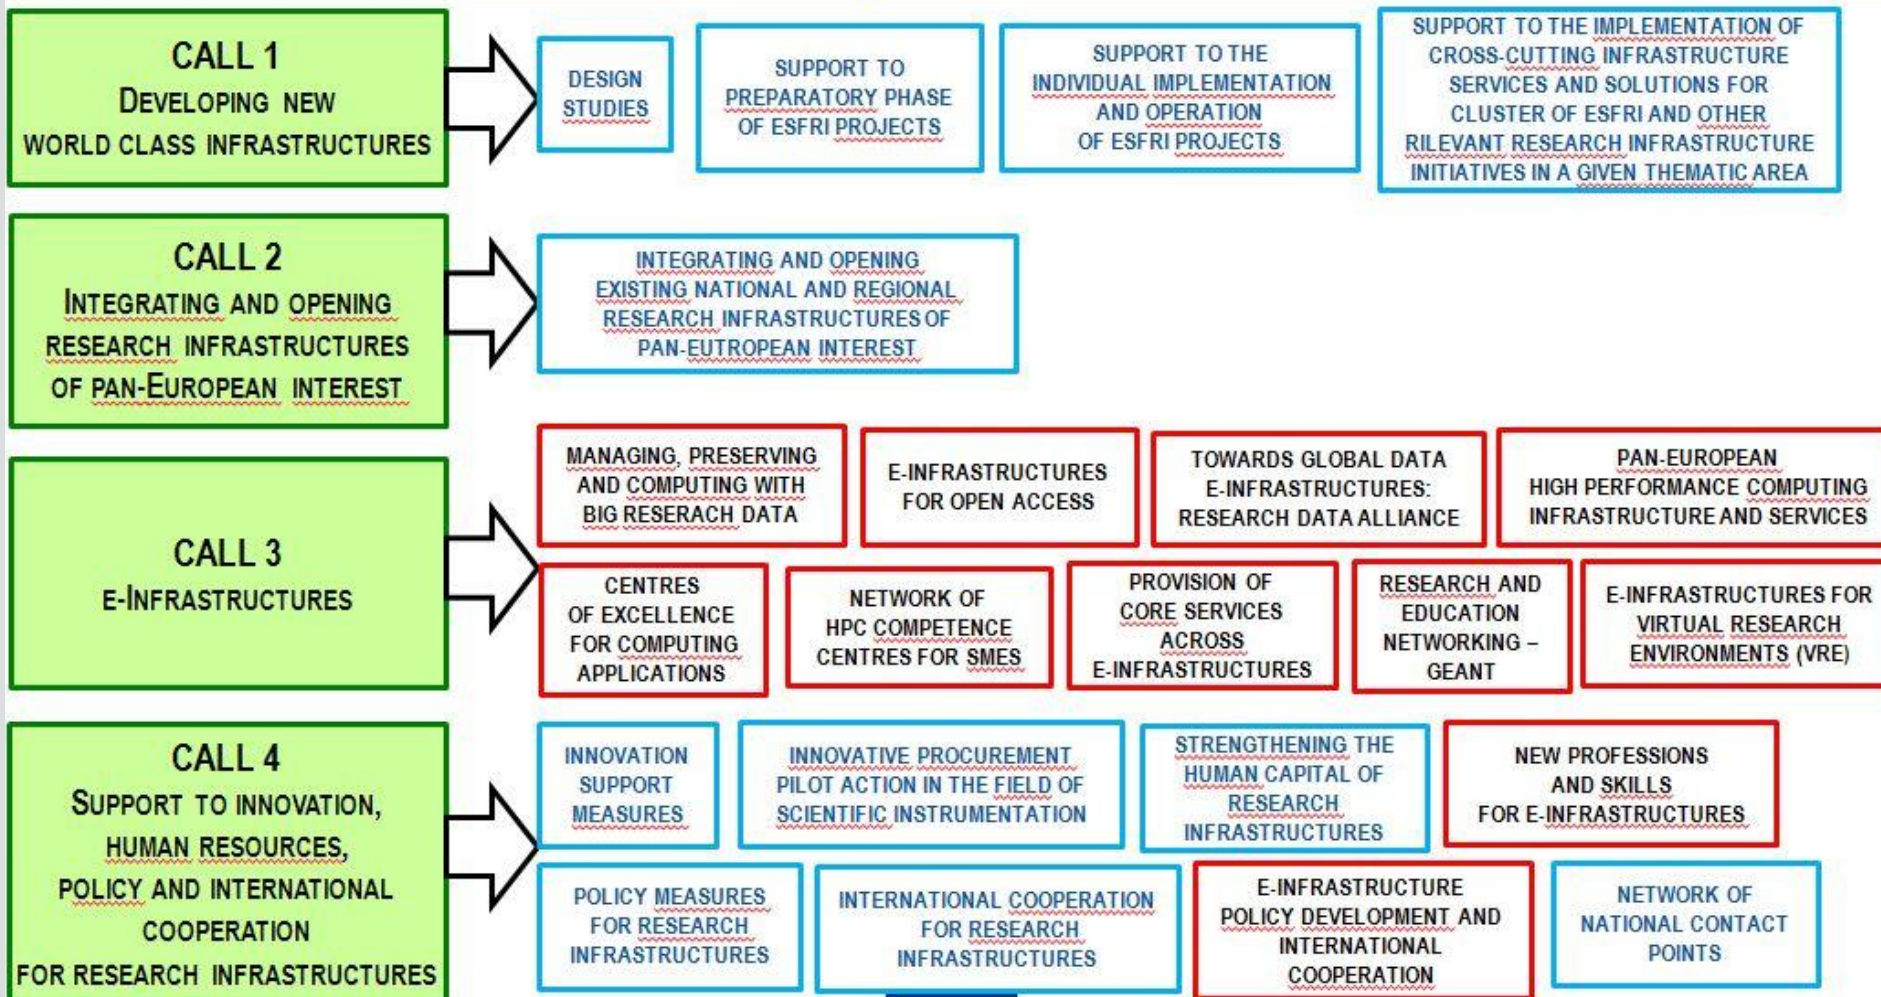 CALL 1
DEVELOPING NEW
WORLD CLASS INFRASTRUCTURES
DESIGN
STUDIES
SUPPORT TO
PREPARATORY PHASE
OF ESFRI PROJECTS
SUPPORT TO THE
INDIVIDUAL IMPLEMENTATION
AND OPERATION
OF ESFRI PROJECTS
SUPPORT TO THE IMPLEMENTATION OF
CROSS-CUTTING INFRASTRUCTURE
SERVICES AND SOLUTIONS FOR
CLUSTER OF ESFRI AND OTHER
RILEVANT RESEARCH INFRASTRUCTURE
INITIATIVES IN A GIVEN THEMATIC AREA
CALL 2
INTEGRATING AND OPENING
RESEARCH INFRASTRUCTURES
OF PAN-EUROPEAN INTEREST
INTEGRATING AND OPENING
EXISTING NATIONAL AND REGIONAL
RESEARCH INFRASTRUCTURES OF
PAN-EUTROPEAN INTEREST
CALL 3
E-INFRASTRUCTURES
MANAGING, PRESERVING
AND COMPUTING WITH
BIG RESERACH DATA
E-INFRASTRUCTURES
FOR OPEN ACCESS
TOWARDS GLOBAL DATA
E-INFRASTRUCTURES:
RESEARCH DATA ALLIANCE
PAN-EUROPEAN
HIGH PERFORMANCE COMPUTING
INFRASTRUCTURE AND SERVICES
CENTRES
OF EXCELLENCE
FOR COMPUTING
APPLICATIONS
NETWORK OF
HPC COMPETENCE
CENTRES FOR SMES
PROVISION OF
CORE SERVICES
ACROSS
E-INFRASTRUCTURES
RESEARCH AND
EDUCATION
NETWORKING –
GEANT
E-INFRASTRUCTURES FOR
VIRTUAL RESEARCH
ENVIRONMENTS (VRE)
CALL 4
SUPPORT TO INNOVATION,
HUMAN RESOURCES,
POLICY AND INTERNATIONAL
COOPERATION
FOR RESEARCH INFRASTRUCTURES
INNOVATION
SUPPORT
MEASURES
INNOVATIVE PROCUREMENT
PILOT ACTION IN THE FIELD OF
SCIENTIFIC INSTRUMENTATION
STRENGTHENING THE
HUMAN CAPITAL OF
RESEARCH
INFRASTRUCTURES
NEW PROFESSIONS
AND SKILLS
FOR E-INFRASTRUCTURES
POLICY MEASURES
FOR RESEARCH
INFRASTRUCTURES
INTERNATIONAL COOPERATION
FOR RESEARCH
INFRASTRUCTURES
E-INFRASTRUCTURE
POLICY DEVELOPMENT AND
INTERNATIONAL
COOPERATION
NETWORK OF
NATIONAL CONTACT
POINTS